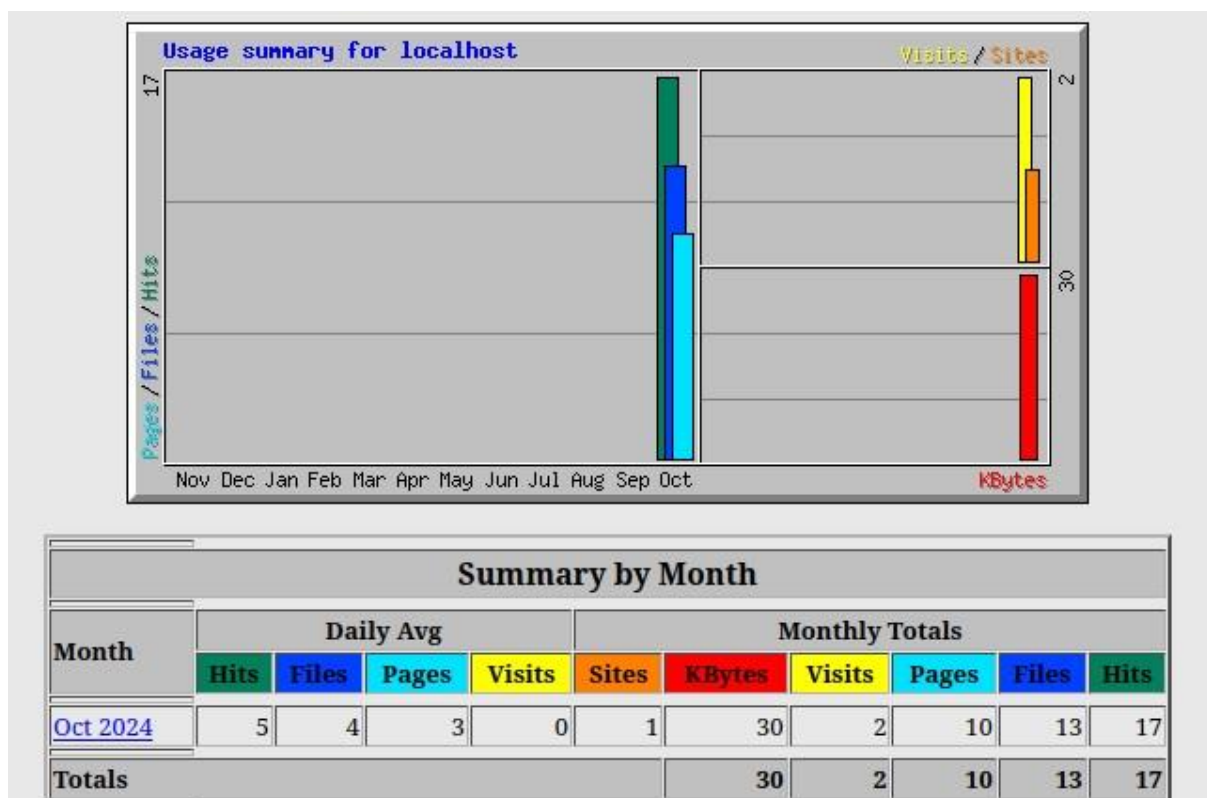 Usage summary for localhost
Visits / Sites
17
2
Pages / Files / Hits
30
Nov Dec Jan Feb Mar Apr May Jun Jul Aug Sep Oct
KBytes
Summary by Month
Month Daily Avg Monthly Totals
Hits Files Pages Visits Sites KBytes Visits Pages Files Hits
Oct 2024 5 4 3 0 1 30 2 10 13 17
Totals 30 2 10 13 17